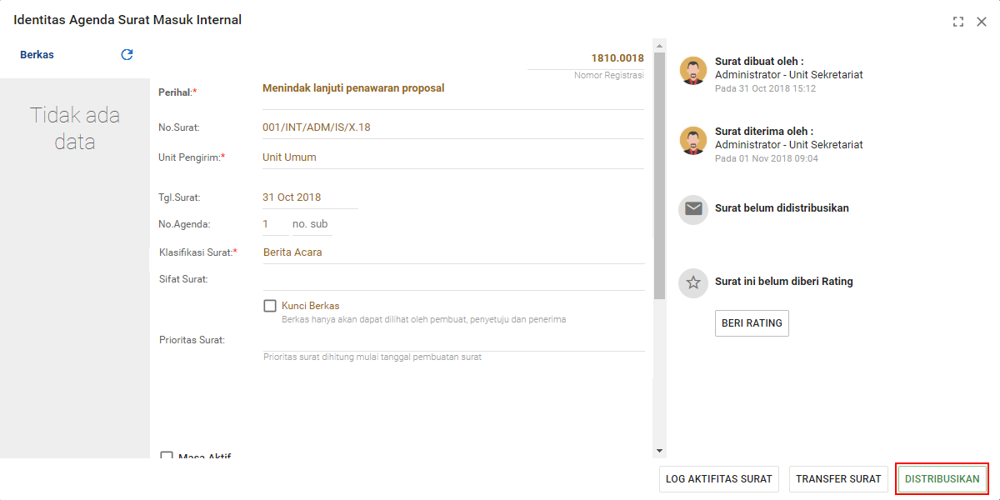 Identitas Agenda Surat Masuk Internal
Berkas
Tidak ada
data
1810.0018
Nomor Registrasi
Perihal:*
Menindak lanjuti penawaran proposal
No.Surat:
001/INT/ADM/IS/X.18
Unit Pengirim:*
Unit Umum
Tgl.Surat:
31 Oct 2018
No.Agenda:
1 no. sub
Klasifikasi Surat:*
Berita Acara
Sifat Surat:
Kunci Berkas
Berkas hanya akan dapat dilihat oleh pembuat, penyetuju dan penerima
Prioritas Surat:
Prioritas surat dihitung mulai tanggal pembuatan surat
Masa Aktif
Surat dibuat oleh :
Administrator - Unit Sekretariat
Pada 31 Oct 2018 15:12
Surat diterima oleh :
Administrator - Unit Sekretariat
Pada 01 Nov 2018 09:04
Surat belum didistribusikan
Surat ini belum diberi Rating
BERI RATING
LOG AKTIFITAS SURAT
TRANSFER SURAT
DISTRIBUSIKAN